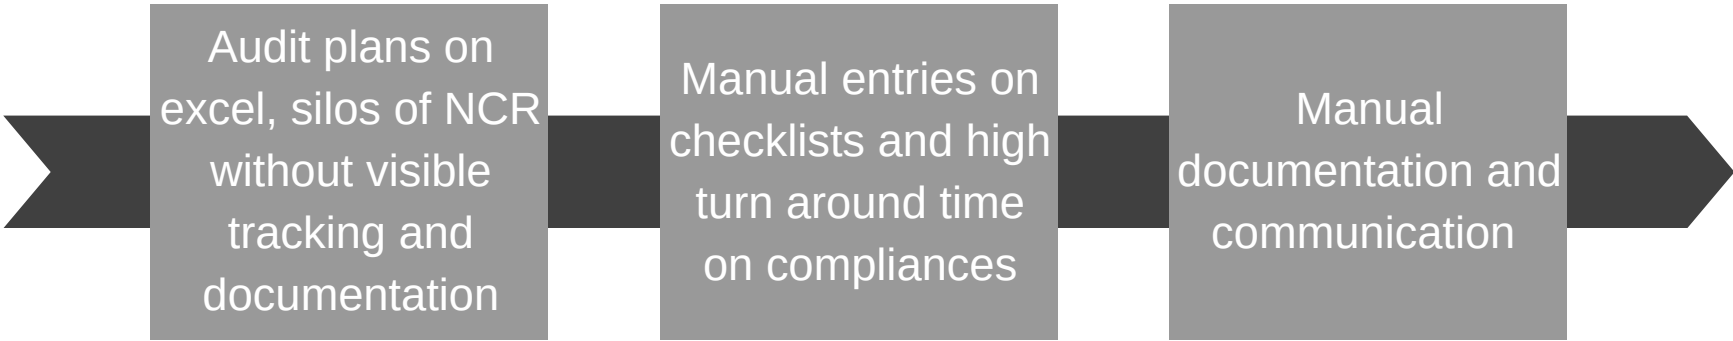 Audit plans on
excel, silos of NCR
without visible
tracking and
documentation
Manual entries on
checklists and high
turn around time
on compliances
Manual
documentation and
communication